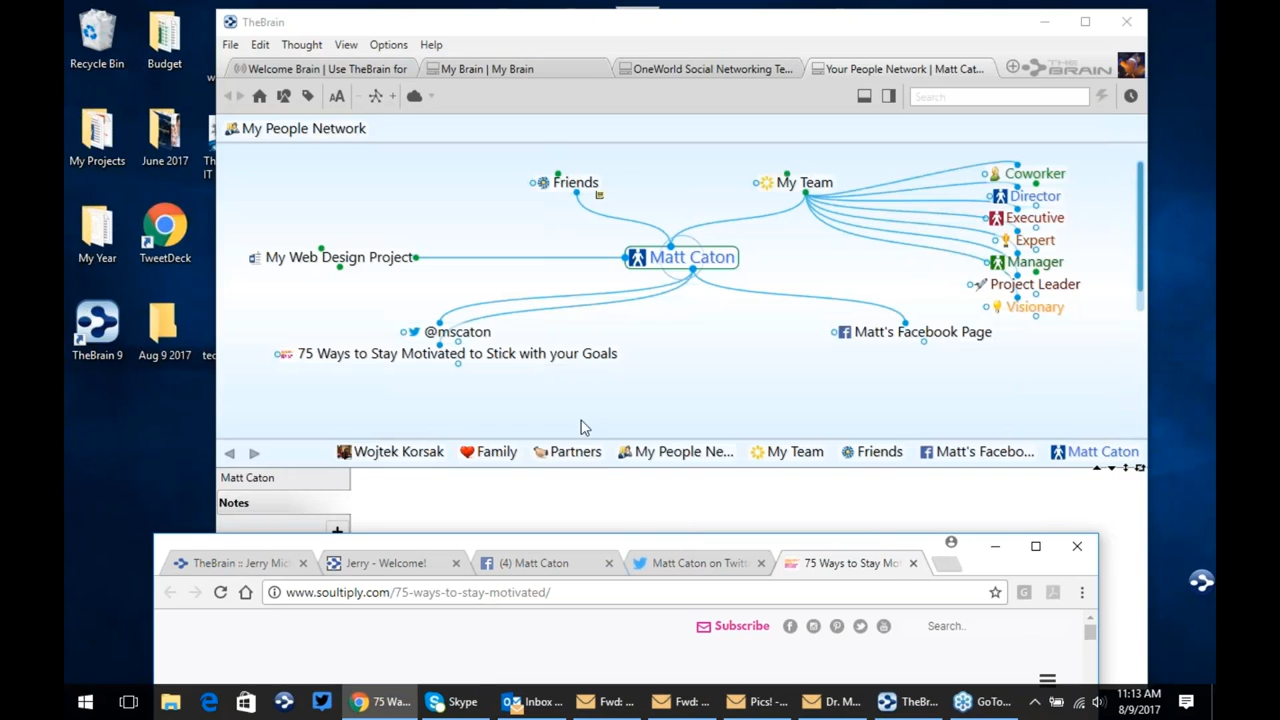 Recycle Bin
Budget
My Projects
June 2017
My Year
TweetDeck
TheBrain 9
Aug 9 2017
TheBrain
File Edit Thought View Options Help
Welcome Brain | Use TheBrain for
My Brain | My Brain
OneWorld Social Networking Te...
Your People Network | Matt Cat...
THE BRAIN
Search
My People Network
Friends
My Team
Coworker
Director
Executive
Expert
Manager
Project Leader
Visionary
My Web Design Project
Matt Caton
@mscaton
Matt's Facebook Page
75 Ways to Stay Motivated to Stick with your Goals
Wojtek Korsak Family Partners My People Ne... My Team Friends Matt's Facebo... Matt Caton
Matt Caton
Notes
TheBrain :: Jerry Mic
Jerry - Welcome!
(4) Matt Caton
Matt Caton on Twitt
75 Ways to Stay Mo
www.soultiply.com/75-ways-to-stay-motivated/
Subscribe
Search..
75 Wa...
Skype
Inbox ...
Fwd: ...
Fwd: ...
Pics! -...
Dr. M...
TheBr...
GoTo...
11:13 AM
8/9/2017